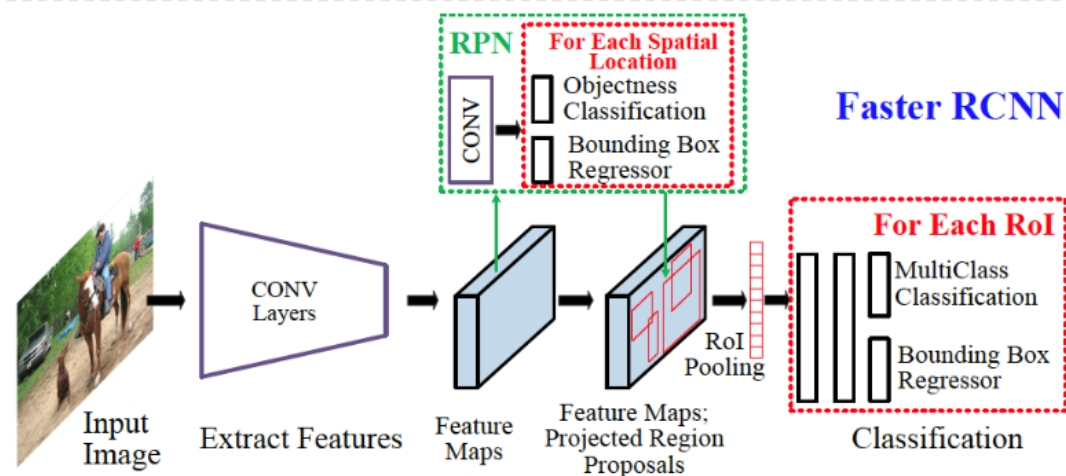 RPN
For Each Spatial
Location
CONV
Objectness
Classification
Bounding Box
Regressor
Faster RCNN
CONV
Layers
For Each RoI
MultiClass
Classification
Bounding Box
Regressor
RoI
Pooling
Input
Image
Extract Features
Feature
Maps
Feature Maps;
Projected Region
Proposals
Classification